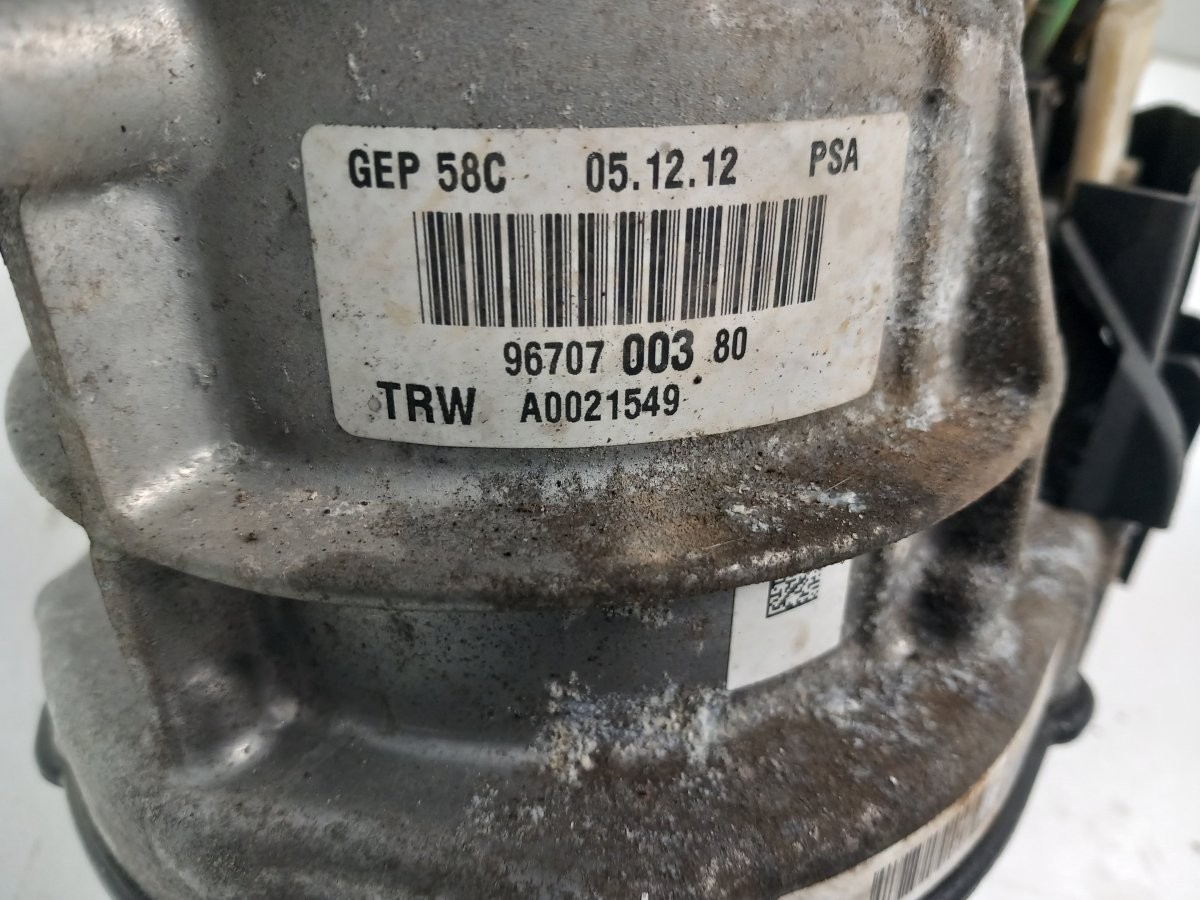 GEP 58C 05.12.12 PSA
96707 003 80
TRW A0021549